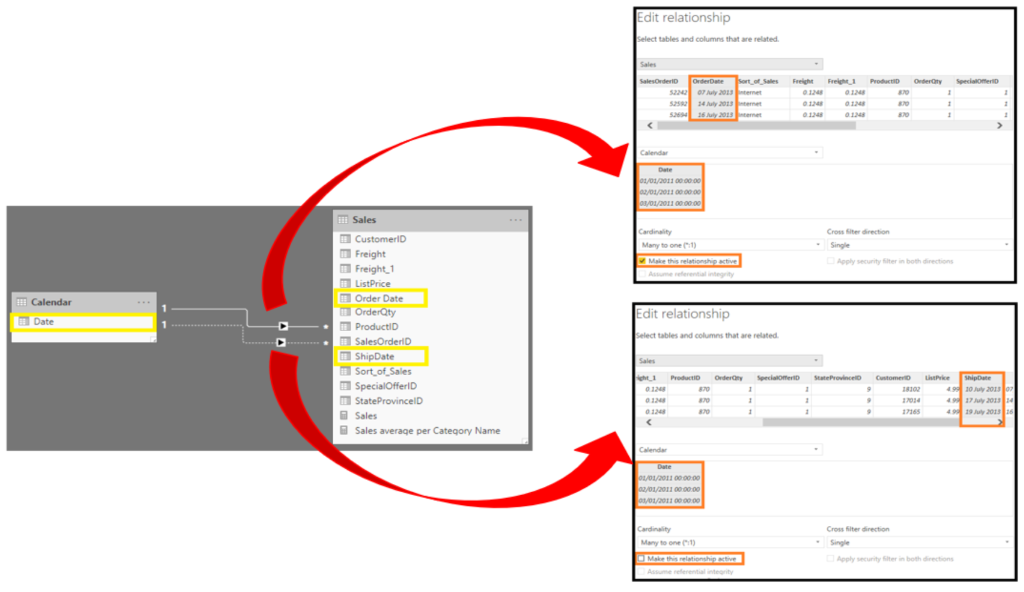 Edit relationship
Select tables and columns that are related.
Sales
SalesOrderID OrderDate Sort_of_Sales Freight Freight_1 ProductID OrderQty SpecialOfferID
52242 07 July 2013 Internet 0.1248 0.1248 870 1 1
52592 14 July 2013 Internet 0.1248 0.1248 870 1 1
52694 16 July 2013 Internet 0.1248 0.1248 870 1 1
Calendar
Date
01/01/2011 00:00:00
02/01/2011 00:00:00
03/01/2011 00:00:00
Cardinality Cross filter direction
Many to one (*:1) Single
Make this relationship active Apply security filter in both directions
Assume referential integrity
Calendar ...
Date
1
1
*
*
Sales ...
CustomerID
Freight
Freight_1
ListPrice
Order Date
OrderQty
ProductID
SalesOrderID
ShipDate
Sort_of_Sales
SpecialOfferID
StateProvinceID
Sales
Sales average per Category Name
Edit relationship
Select tables and columns that are related.
Sales
ight_1 ProductID OrderQty SpecialOfferID StateProvinceID CustomerID ListPrice ShipDate
0.1248 870 1 1 9 18102 4.99 10 July 2013 07
0.1248 870 1 1 9 17014 4.99 17 July 2013 14
0.1248 870 1 1 9 17165 4.99 19 July 2013 16
Calendar
Date
01/01/2011 00:00:00
02/01/2011 00:00:00
03/01/2011 00:00:00
Cardinality Cross filter direction
Many to one (*:1) Single
Make this relationship active Apply security filter in both directions
Assume referential integrity